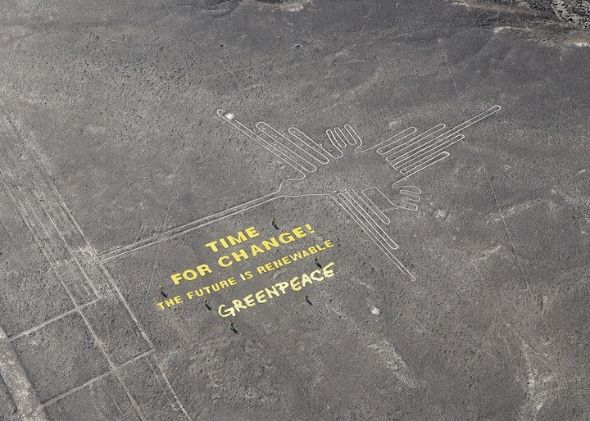 TIME
FOR CHANGE!
THE FUTURE IS RENEWABLE
GREENPEACE